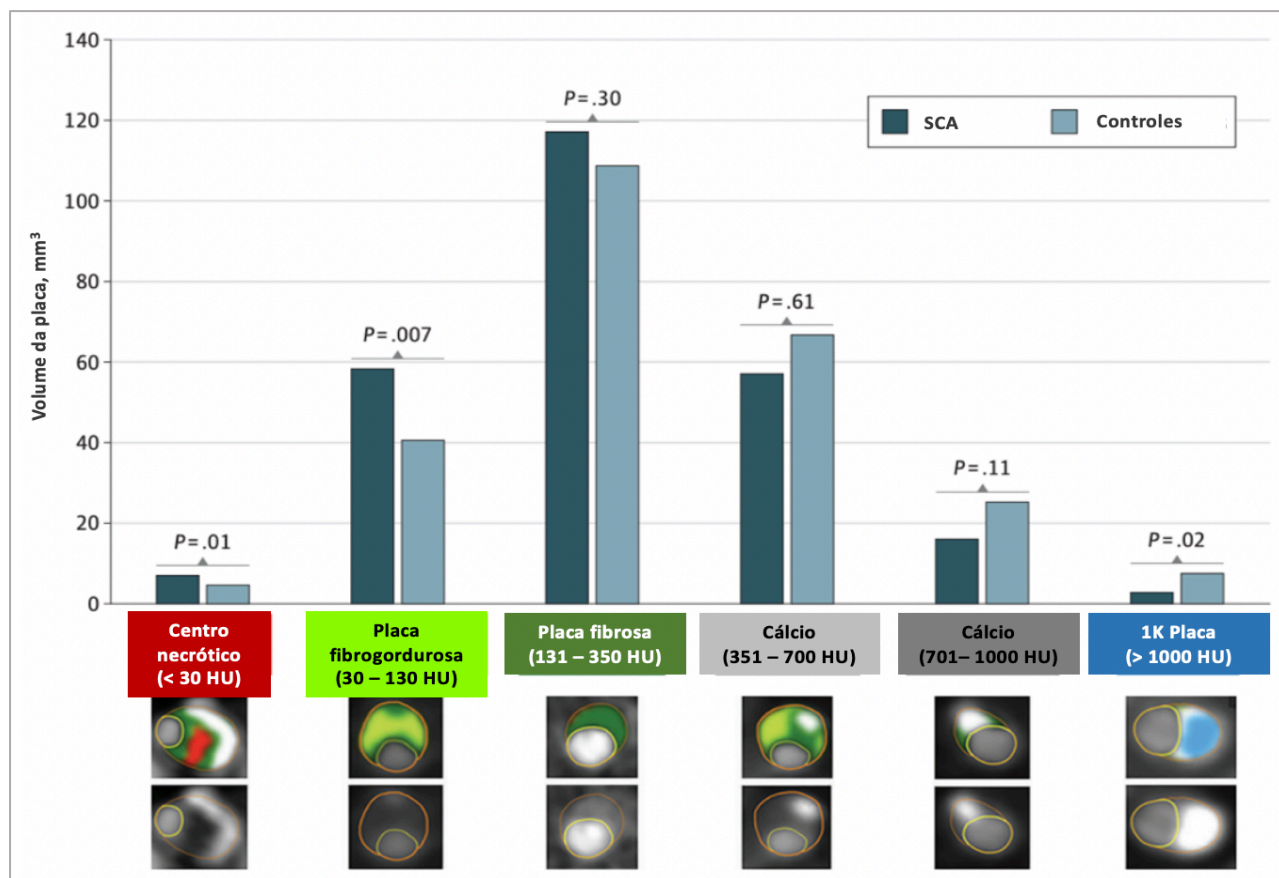 140
120
100
80
60
40
20
0
Volume da placa, mm³
SCA
Controles
P=.01
P=.007
P=.30
P=.61
P=.11
P=.02
Centro
necrótico
(< 30 HU)
Placa
fibrogordurosa
(30 – 130 HU)
Placa fibrosa
(131 – 350 HU)
Cálcio
(351 – 700 HU)
Cálcio
(701– 1000 HU)
1K Placa
(> 1000 HU)